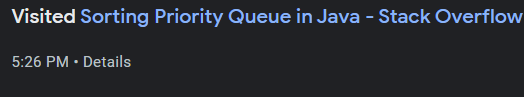 Visited Sorting Priority Queue in Java - Stack Overflow
5:26 PM • Details